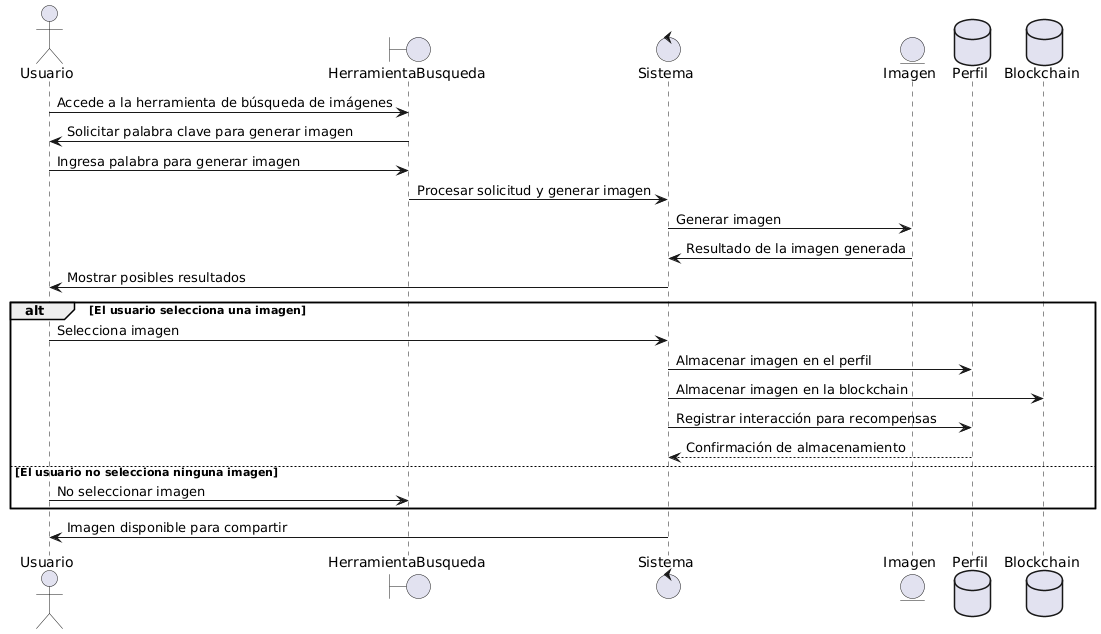 Usuario
HerramientaBusqueda
Sistema
Imagen
Perfil
Blockchain
Accede a la herramienta de búsqueda de imágenes
Solicitar palabra clave para generar imagen
Ingresa palabra para generar imagen
Procesar solicitud y generar imagen
Generar imagen
Resultado de la imagen generada
Mostrar posibles resultados
alt [El usuario selecciona una imagen]
Selecciona imagen
Almacenar imagen en el perfil
Almacenar imagen en la blockchain
Registrar interacción para recompensas
Confirmación de almacenamiento
[El usuario no selecciona ninguna imagen]
No seleccionar imagen
Imagen disponible para compartir
Usuario
HerramientaBusqueda
Sistema
Imagen
Perfil
Blockchain